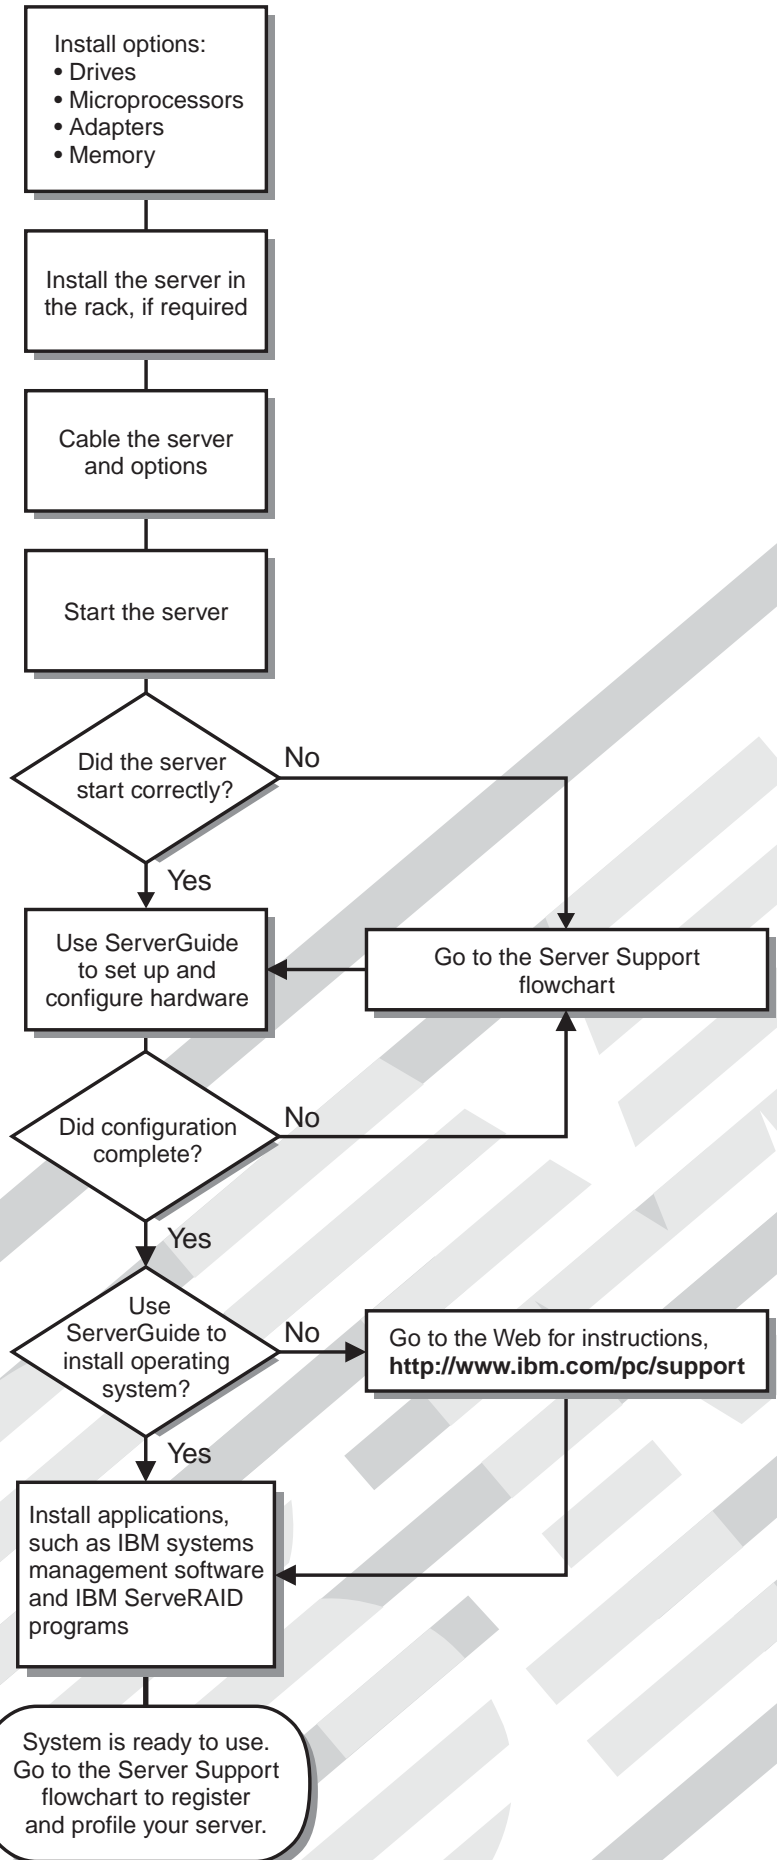 Install options:
• Drives
• Microprocessors
• Adapters
• Memory
Install the server in
the rack, if required
Cable the server
and options
Start the server
Did the server
start correctly?
No
Yes
Use ServerGuide
to set up and
configure hardware
Go to the Server Support
flowchart
Did configuration
complete?
No
Yes
Use
ServerGuide to
install operating
system?
No
Go to the Web for instructions,
http://www.ibm.com/pc/support
Yes
Install applications,
such as IBM systems
management software
and IBM ServeRAID
programs
System is ready to use.
Go to the Server Support
flowchart to register
and profile your server.